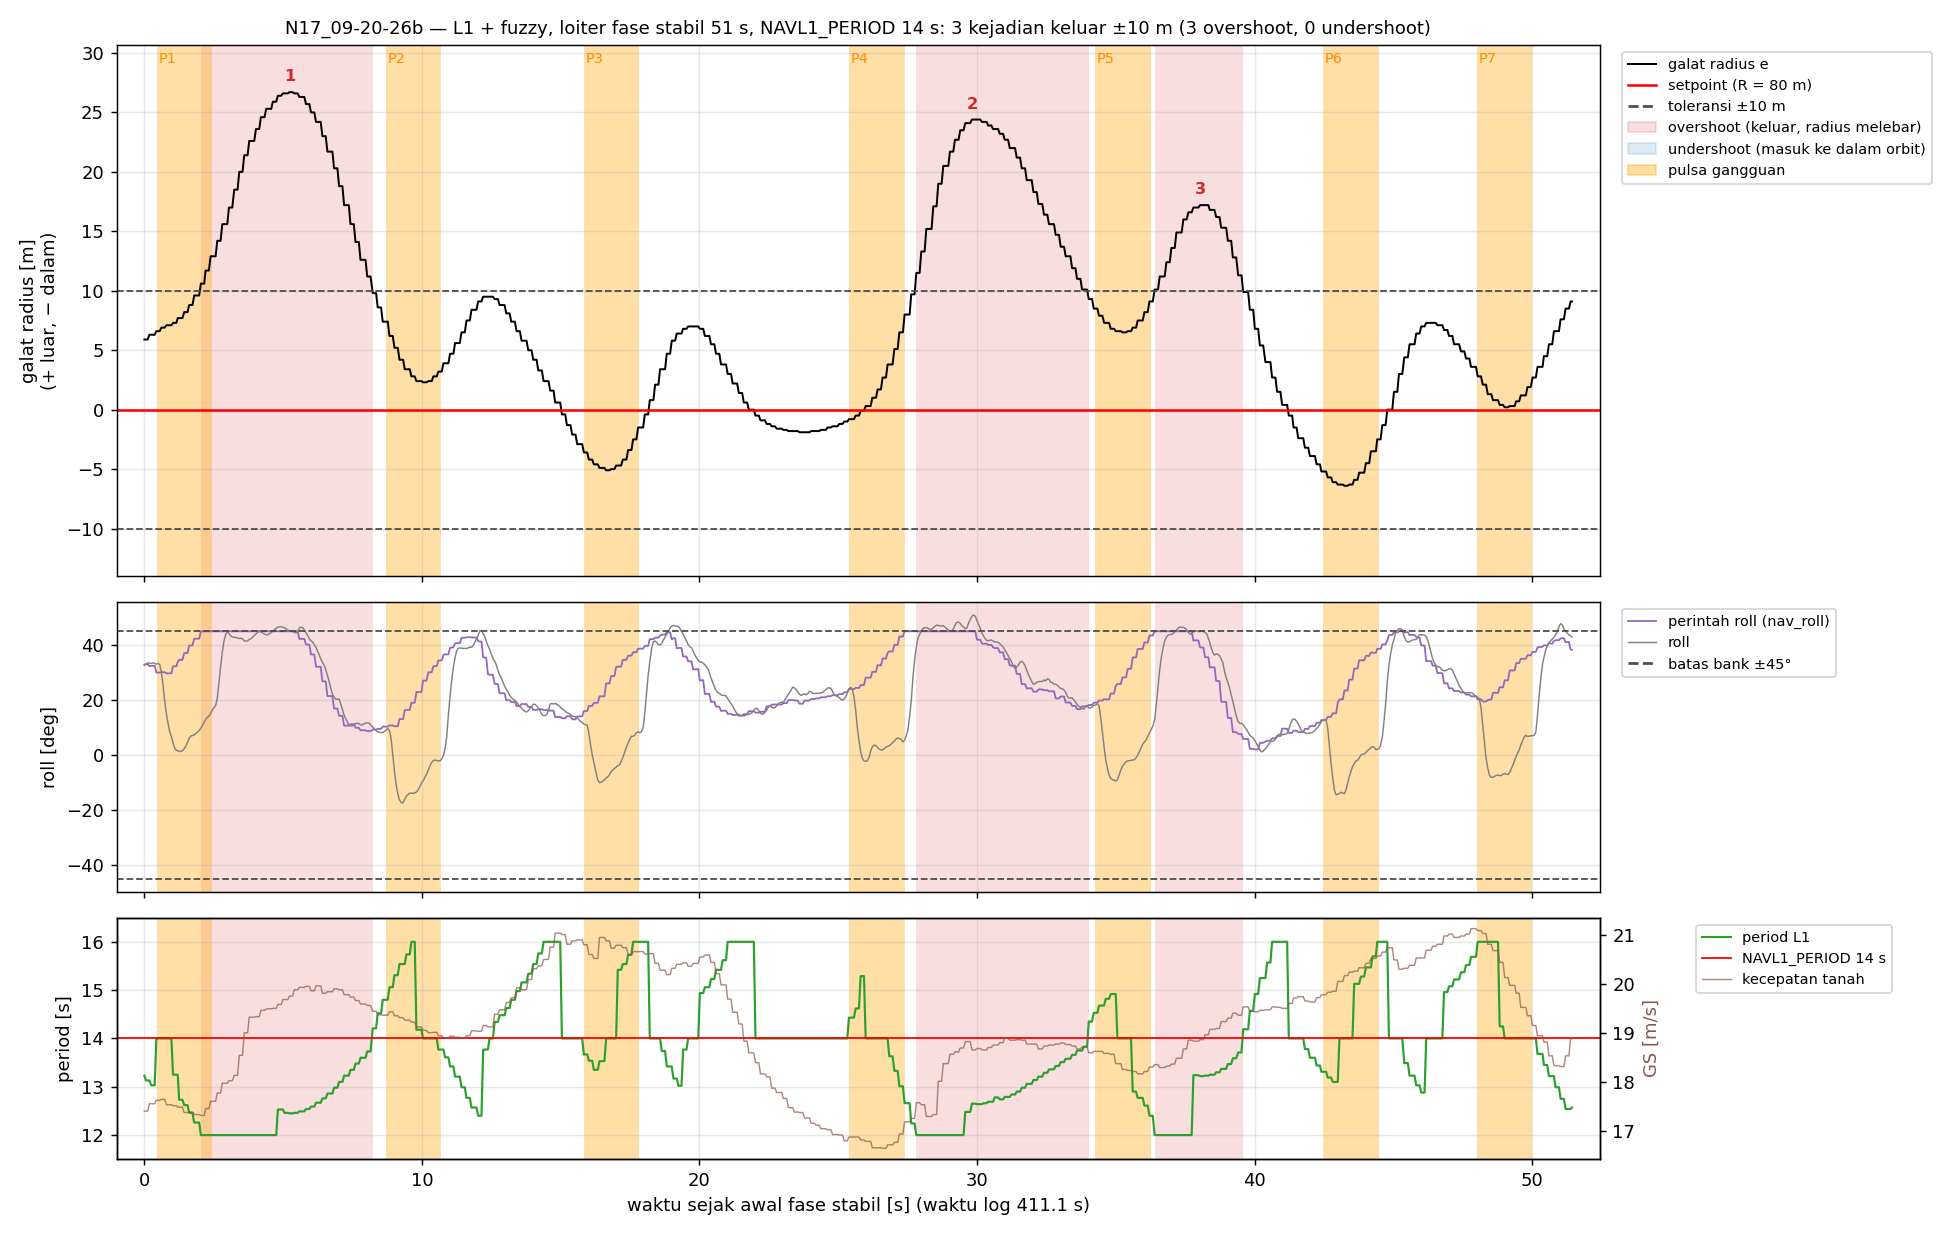 N17_09-20-26b — L1 + fuzzy, loiter fase stabil 51 s, NAVL1_PERIOD 14 s: 3 kejadian keluar ±10 m (3 overshoot, 0 undershoot)
30
25
20
15
10
5
0
−5
−10
galat radius [m]
(+ luar, − dalam)
P1
P2
P3
P4
P5
P6
P7
1
2
3
galat radius e
setpoint (R = 80 m)
toleransi ±10 m
overshoot (keluar, radius melebar)
undershoot (masuk ke dalam orbit)
pulsa gangguan
40
20
0
−20
−40
roll [deg]
perintah roll (nav_roll)
roll
batas bank ±45°
16
15
14
13
12
period [s]
21
20
19
18
17
GS [m/s]
period L1
NAVL1_PERIOD 14 s
kecepatan tanah
0
10
20
30
40
50
waktu sejak awal fase stabil [s] (waktu log 411.1 s)